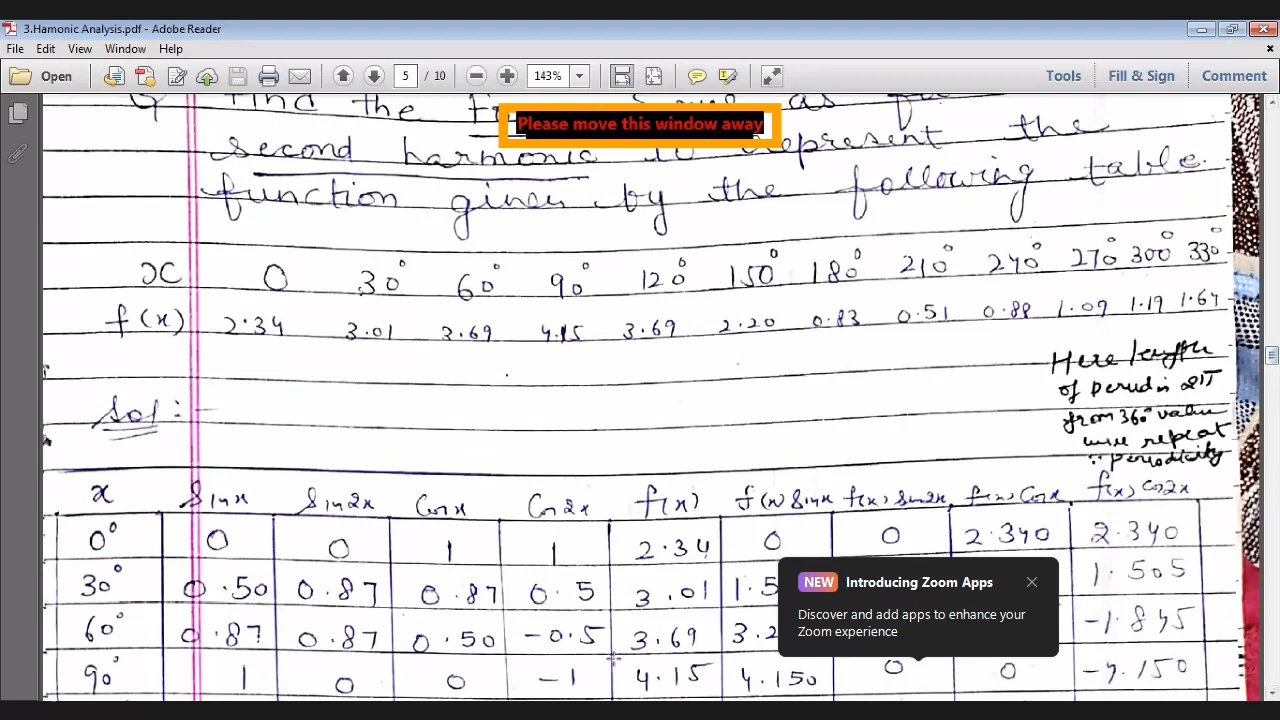 3.Hamonic Analysis.pdf - Adobe Reader
File Edit View Window Help
Open 5 / 10 143% Tools Fill & Sign Comment
Please move this window away
Find the as
second harmonic to represent the
function given by the following table.
x 0 30° 60° 90° 120° 150° 180° 210° 240° 270° 300° 330°
f(x) 2.34 3.01 3.69 4.15 3.69 2.20 0.83 0.51 0.88 1.09 1.19 1.64
Here length
of period is 2π
from 360° value
will repeat
∵ periodicity
Sol:-
x Sinx Sin2x Cosx Cos2x f(x) f(x) Sinx f(x) sin2x f(x) Cosx f(x) Cos2x
0° 0 0 1 1 2.34 0 0 2.340 2.340
30° 0.50 0.87 0.87 0.5 3.01 1.5 1.505
60° 0.87 0.87 0.50 -0.5 3.69 3.2 -1.845
90° 1 0 0 -1 4.15 4.150 0 0 -4.150
NEW Introducing Zoom Apps
Discover and add apps to enhance your
Zoom experience